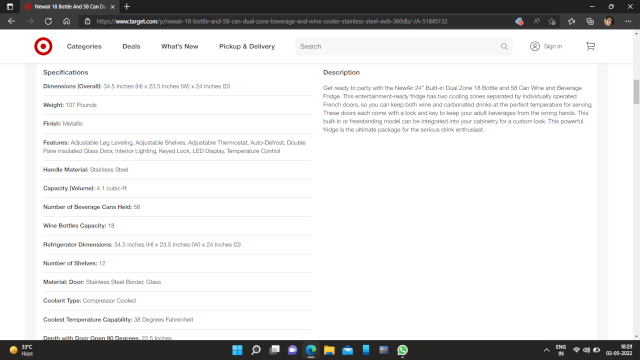 Newair 18 Bottle And 58 Can Du
https://www.target.com/p/newair-18-bottle-and-58-can-dual-zone-beverage-and-wine-cooler-stainless-steel-awb-360db/-/A-51845132
Categories
Deals
What's New
Pickup & Delivery
Search
Sign in
Specifications
Dimensions (Overall): 34.5 Inches (H) x 23.5 Inches (W) x 24 Inches (D)
Weight: 107 Pounds
Finish: Metallic
Features: Adjustable Leg Leveling, Adjustable Shelves, Adjustable Thermostat, Auto-Defrost, Double
Pane Insulated Glass Door, Interior Lighting, Keyed Lock, LED Display, Temperature Control
Handle Material: Stainless Steel
Capacity (Volume): 4.1 cubic-ft
Number of Beverage Cans Held: 58
Wine Bottles Capacity: 18
Refrigerator Dimensions: 34.5 Inches (H) x 23.5 Inches (W) x 24 Inches (D)
Number of Shelves: 12
Material: Door: Stainless Steel Border, Glass
Coolant Type: Compressor Cooled
Coolest Temperature Capability: 38 Degrees Fahrenheit
Depth with Door Open 90 Degrees: 22.5 Inches
Description
Get ready to party with the NewAir 24" Built-in Dual Zone 18 Bottle and 58 Can Wine and Beverage
Fridge. This entertainment-ready fridge has two cooling zones separated by individually operated
French doors, so you can keep both wine and carbonated drinks at the perfect temperature for serving.
These doors each come with a lock and key to keep your adult beverages from the wrong hands. This
built-in or freestanding model can be integrated into your cabinetry for a custom look. This powerful
fridge is the ultimate package for the serious drink enthusiast.
33°C
Haze
ENG
IN
18:23
02-05-2022